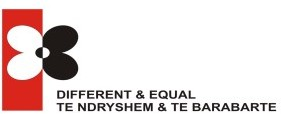 DIFFERENT & EQUAL
TE NDRYSHEM & TE BARABARTE